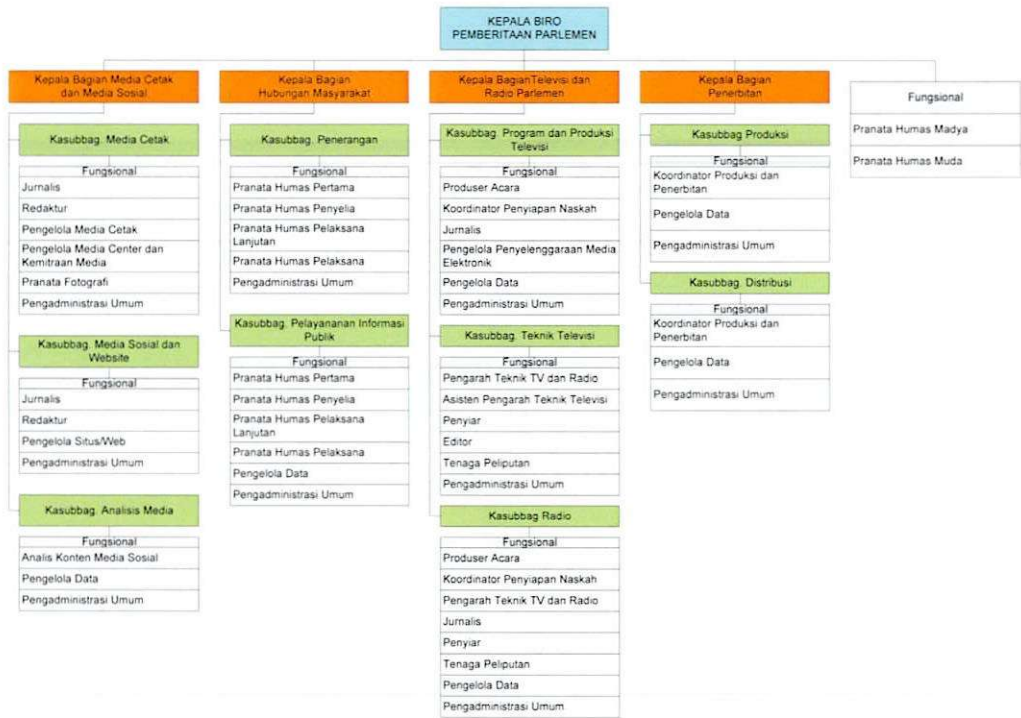 KEPALA BIRO
PEMBERITAAN PARLEMEN
Kepala Bagian Media Cetak
dan Media Sosial
Kasubbag. Media Cetak
Fungsional
Jurnalis
Redaktur
Pengelola Media Cetak
Pengelola Media Center dan
Kemitraan Media
Pranata Fotografi
Pengadministrasi Umum
Kasubbag. Media Sosial dan
Website
Fungsional
Jurnalis
Redaktur
Pengelola Situs/Web
Pengadministrasi Umum
Kasubbag. Analisis Media
Fungsional
Analis Konten Media Sosial
Pengelola Data
Pengadministrasi Umum
Kepala Bagian
Hubungan Masyarakat
Kasubbag. Penerangan
Fungsional
Pranata Humas Pertama
Pranata Humas Penyelia
Pranata Humas Pelaksana
Lanjutan
Pranata Humas Pelaksana
Pengadministrasi Umum
Kasubbag. Pelayananan Informasi
Publik
Fungsional
Pranata Humas Pertama
Pranata Humas Penyelia
Pranata Humas Pelaksana
Lanjutan
Pranata Humas Pelaksana
Pengelola Data
Pengadministrasi Umum
Kepala BagianTelevisi dan
Radio Parlemen
Kasubbag. Program dan Produksi
Televisi
Fungsional
Produser Acara
Koordinator Penyiapan Naskah
Jurnalis
Pengelola Penyelenggaraan Media
Elektronik
Pengelola Data
Pengadministrasi Umum
Kasubbag. Teknik Televisi
Fungsional
Pengarah Teknik TV dan Radio
Asisten Pengarah Teknik Televisi
Penyiar
Editor
Tenaga Peliputan
Pengadministrasi Umum
Kasubbag Radio
Fungsional
Produser Acara
Koordinator Penyiapan Naskah
Pengarah Teknik TV dan Radio
Jurnalis
Penyiar
Tenaga Peliputan
Pengelola Data
Pengadministrasi Umum
Kepala Bagian
Penerbitan
Kasubbag Produksi
Fungsional
Koordinator Produksi dan
Penerbitan
Pengelola Data
Pengadministrasi Umum
Kasubbag. Distribusi
Fungsional
Koordinator Produksi dan
Penerbitan
Pengelola Data
Pengadministrasi Umum
Fungsional
Pranata Humas Madya
Pranata Humas Muda